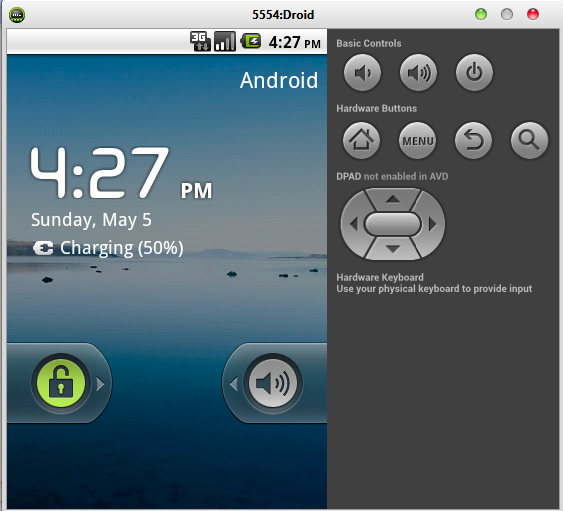 5554:Droid
3G
4:27 PM
Android
4:27 PM
Sunday, May 5
Charging (50%)
Basic Controls
Hardware Buttons
MENU
DPAD not enabled in AVD
Hardware Keyboard
Use your physical keyboard to provide input